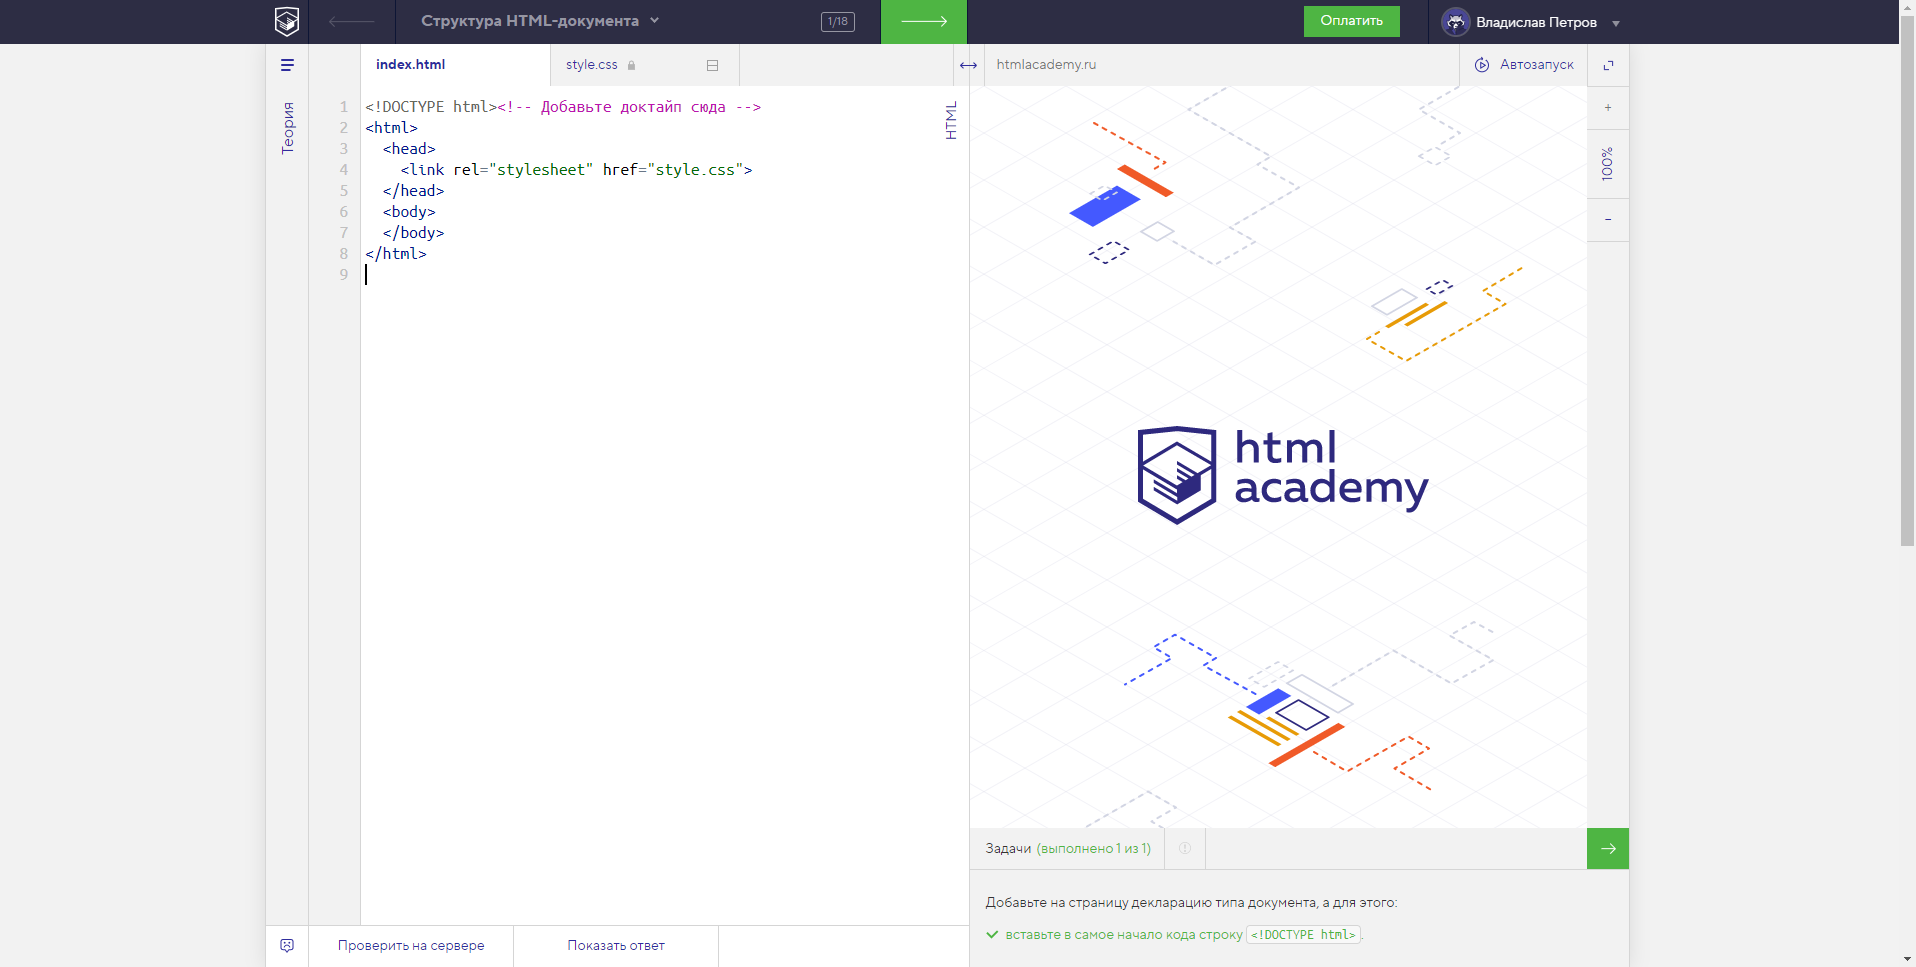 Структура HTML-документа
1/18
Оплатить
Владислав Петров
index.html
style.css
htmlacademy.ru
Автозапуск
Теория
HTML
1 <!DOCTYPE html><!-- Добавьте доктайп сюда -->
2 <html>
3   <head>
4     <link rel="stylesheet" href="style.css">
5   </head>
6   <body>
7   </body>
8 </html>
9
+
100%
-
html
academy
Задачи (выполнено 1 из 1)
Добавьте на страницу декларацию типа документа, а для этого:
вставьте в самое начало кода строку <!DOCTYPE html>.
Проверить на сервере
Показать ответ